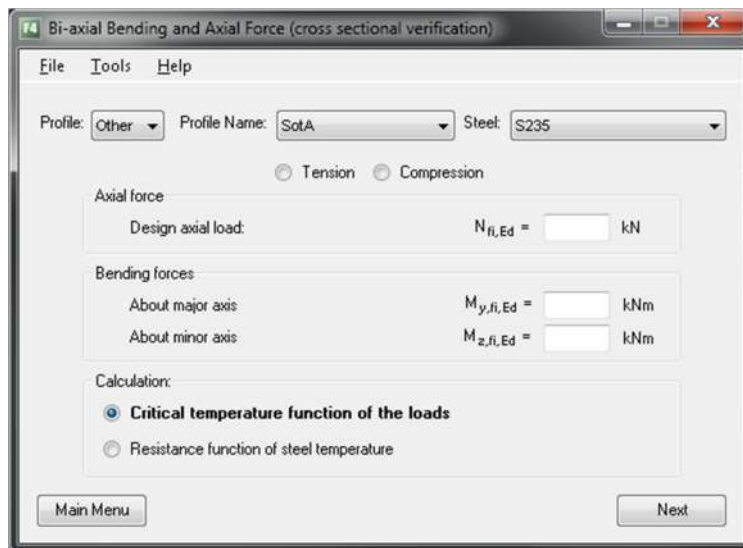 F4 Bi-axial Bending and Axial Force (cross sectional verification)
File Tools Help
Profile: Other Profile Name: SotA Steel: S235
Tension Compression
Axial force
Design axial load: N fi,Ed = kN
Bending forces
About major axis M y,fi,Ed = kNm
About minor axis M z,fi,Ed = kNm
Calculation:
Critical temperature function of the loads
Resistance function of steel temperature
Main Menu Next